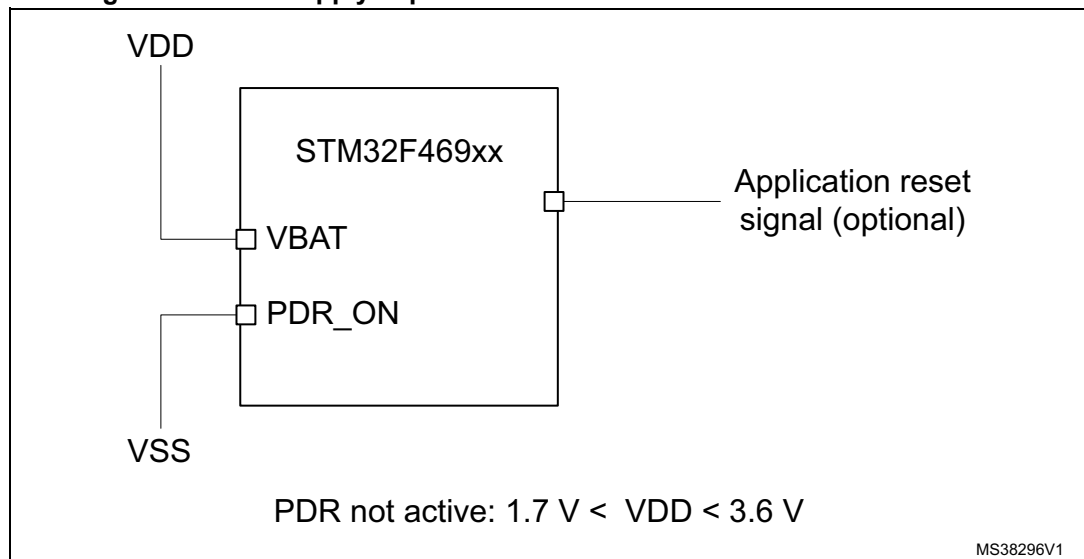 VDD
STM32F469xx
Application reset
signal (optional)
VBAT
PDR_ON
VSS
PDR not active: 1.7 V < VDD < 3.6 V
MS38296V1